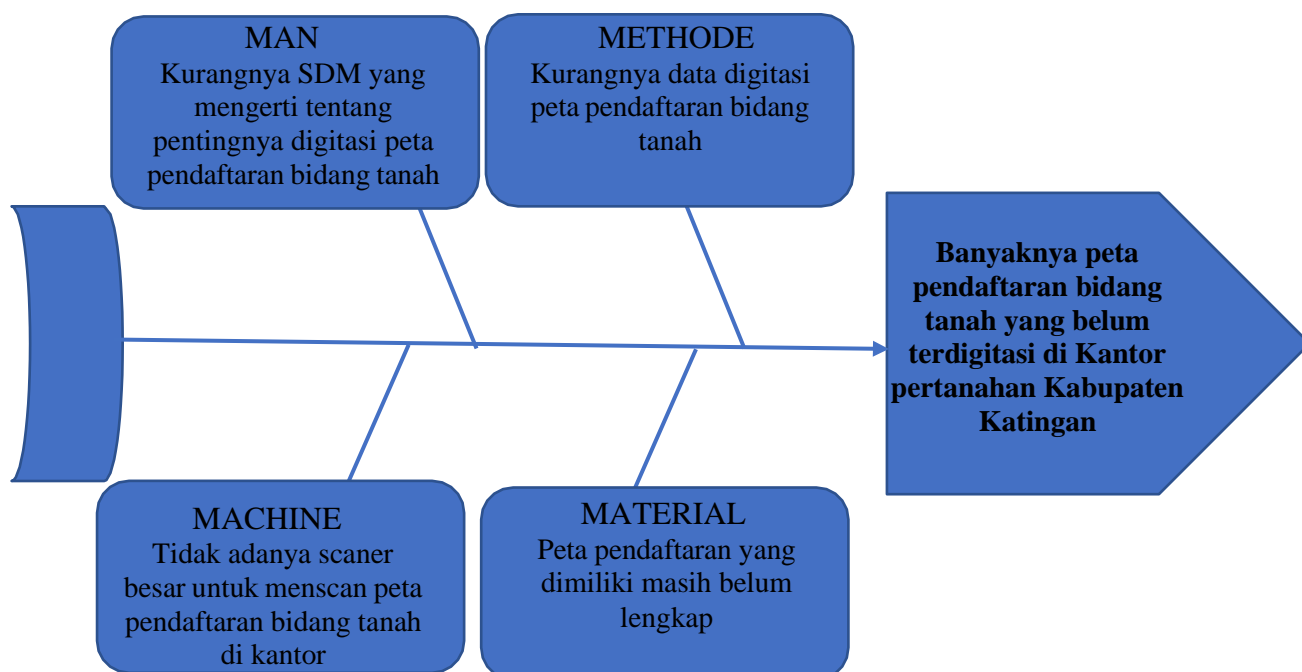 MAN
Kurangnya SDM yang
mengerti tentang
pentingnya digitasi peta
pendaftaran bidang tanah
METHODE
Kurangnya data digitasi
peta pendaftaran bidang
tanah
Banyaknya peta
pendaftaran bidang
tanah yang belum
terdigitasi di Kantor
pertanahan Kabupaten
Katingan
MACHINE
Tidak adanya scaner
besar untuk menscan peta
pendaftaran bidang tanah
di kantor
MATERIAL
Peta pendaftaran yang
dimiliki masih belum
lengkap